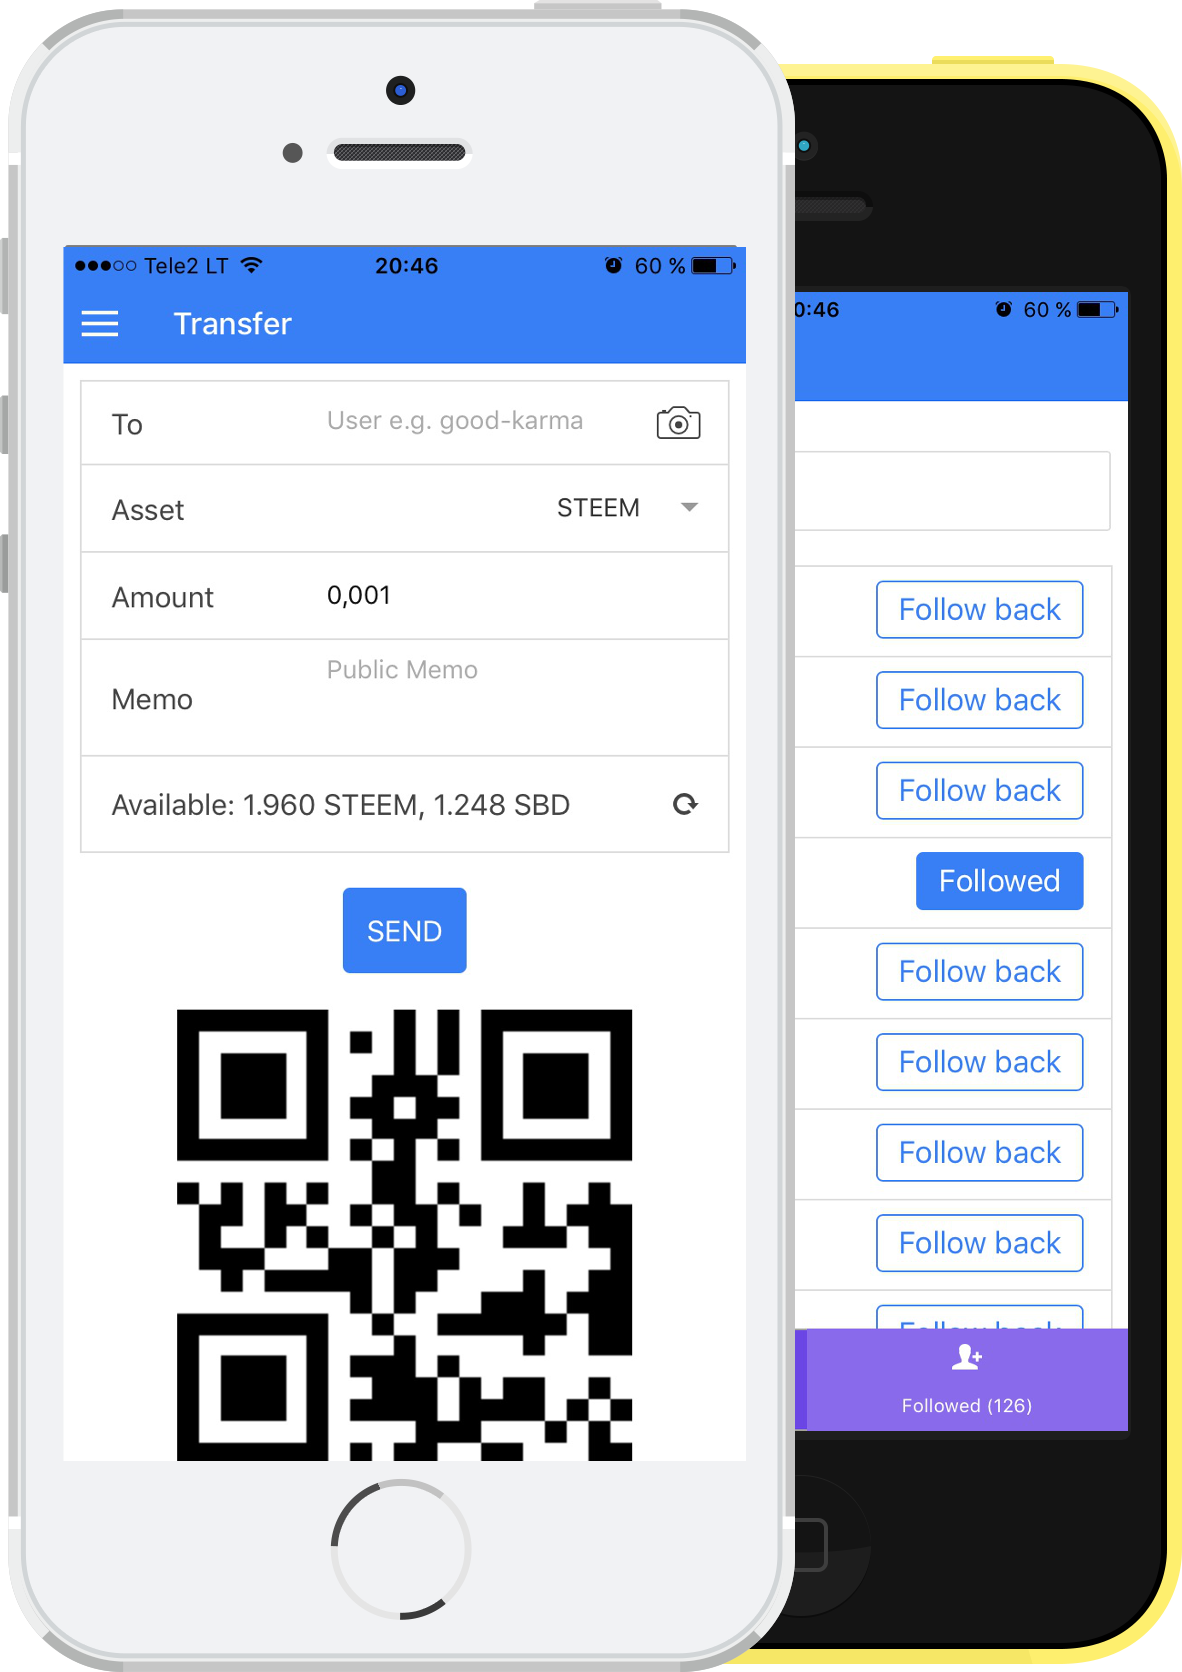 Tele2 LT 20:46 60 %
Transfer
To User e.g. good-karma
Asset STEEM
Amount 0,001
Memo Public Memo
Available: 1.960 STEEM, 1.248 SBD
SEND
0:46 60 %
Follow back
Follow back
Follow back
Followed
Follow back
Follow back
Follow back
Follow back
Follow back
Followed (126)